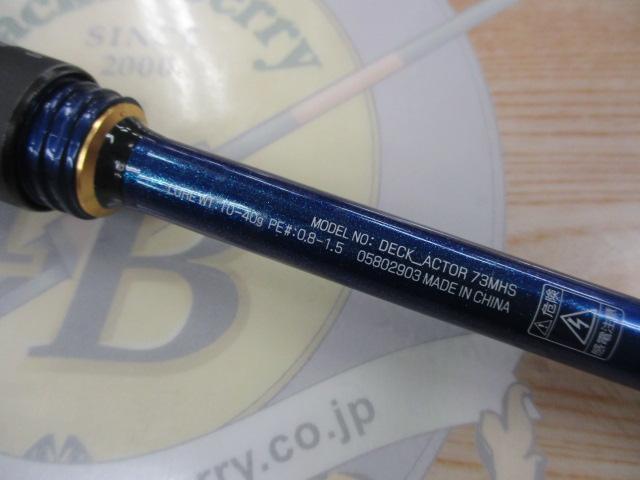 SINCE
2000
B
MODEL NO: DECK_ACTOR 73MHS
LURE WT:10-40g PE#:0.8-1.5 05802903 MADE IN CHINA
危険
感電注意
rry.co.jp